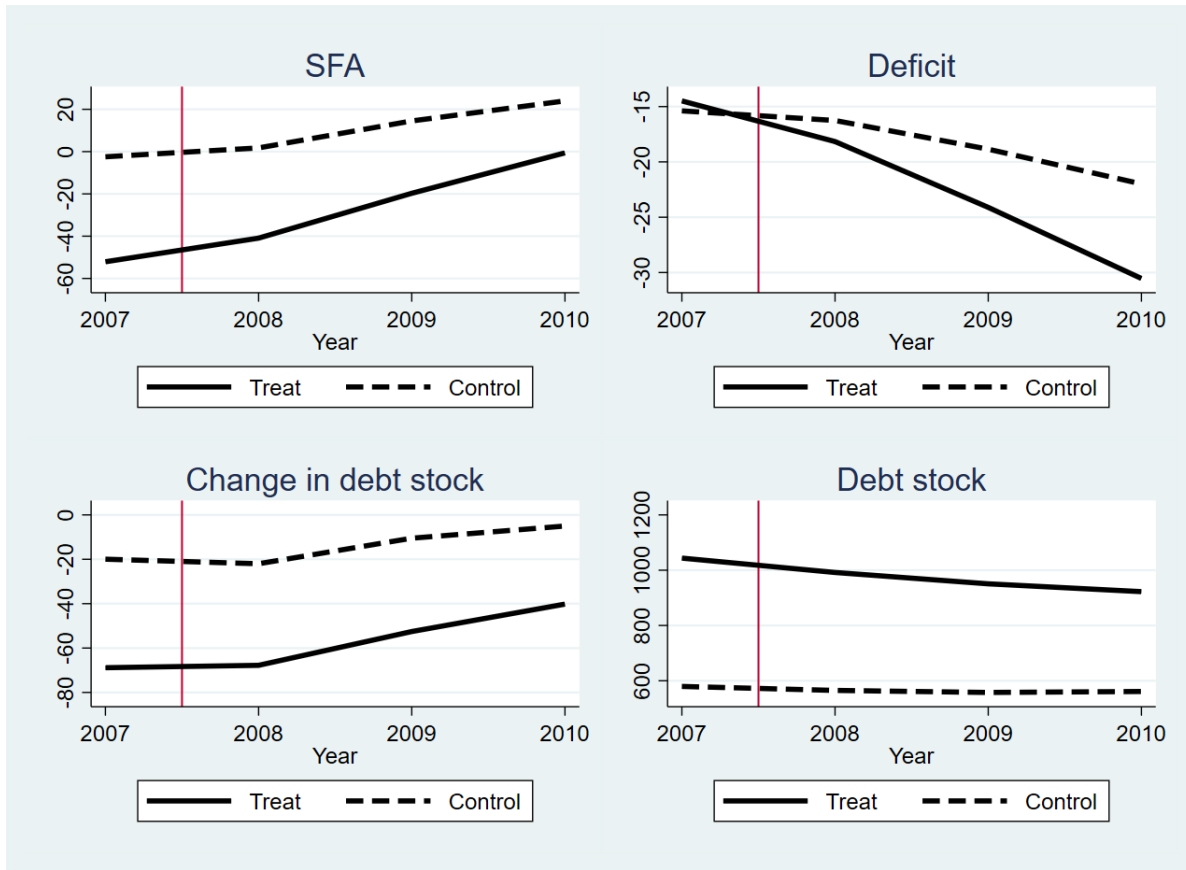 SFA
20
0
-20
-40
-60
2007 2008 2009 2010
Year
Treat Control
Deficit
-15
-20
-25
-30
2007 2008 2009 2010
Year
Treat Control
Change in debt stock
0
-20
-40
-60
-80
2007 2008 2009 2010
Year
Treat Control
Debt stock
1200
1000
800
600
2007 2008 2009 2010
Year
Treat Control